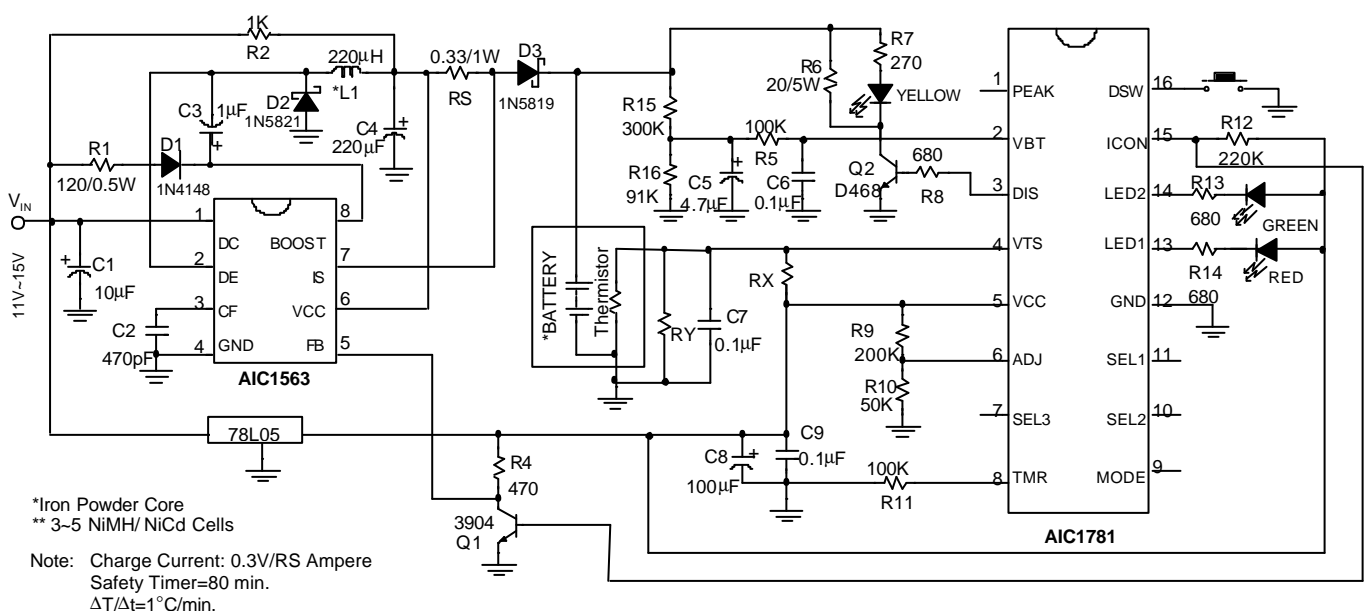 1K
R2
220μH
*L1
0.33/1W
RS
D3
1N5819
C3
1μF
+
D2
1N5821
C4
220μF
+
R1
120/0.5W
D1
1N4148
VIN
11V~15V
+
C1
10μF
C2
470pF
1
DC
2
DE
3
CF
4
GND
8
BOOST
7
IS
6
VCC
5
FB
AIC1563
R15
300K
R16
91K
100K
R5
C5
4.7μF
+
C6
0.1μF
R6
20/5W
R7
270
YELLOW
Q2
D468
680
R8
*BATTERY
Thermistor
RY
C7
0.1μF
RX
R9
200K
R10
50K
78L05
R4
470
3904
Q1
C8
100μF
+
C9
0.1μF
100K
R11
1
PEAK
2
VBT
3
DIS
4
VTS
5
VCC
6
ADJ
7
SEL3
8
TMR
16
DSW
15
ICON
14
LED2
13
LED1
12
GND
11
SEL1
10
SEL2
9
MODE
AIC1781
R12
220K
R13
680
GREEN
R14
680
RED
*Iron Powder Core
** 3~5 NiMH/ NiCd Cells
Note: Charge Current: 0.3V/RS Ampere
Safety Timer=80 min.
ΔT/Δt=1°C/min.